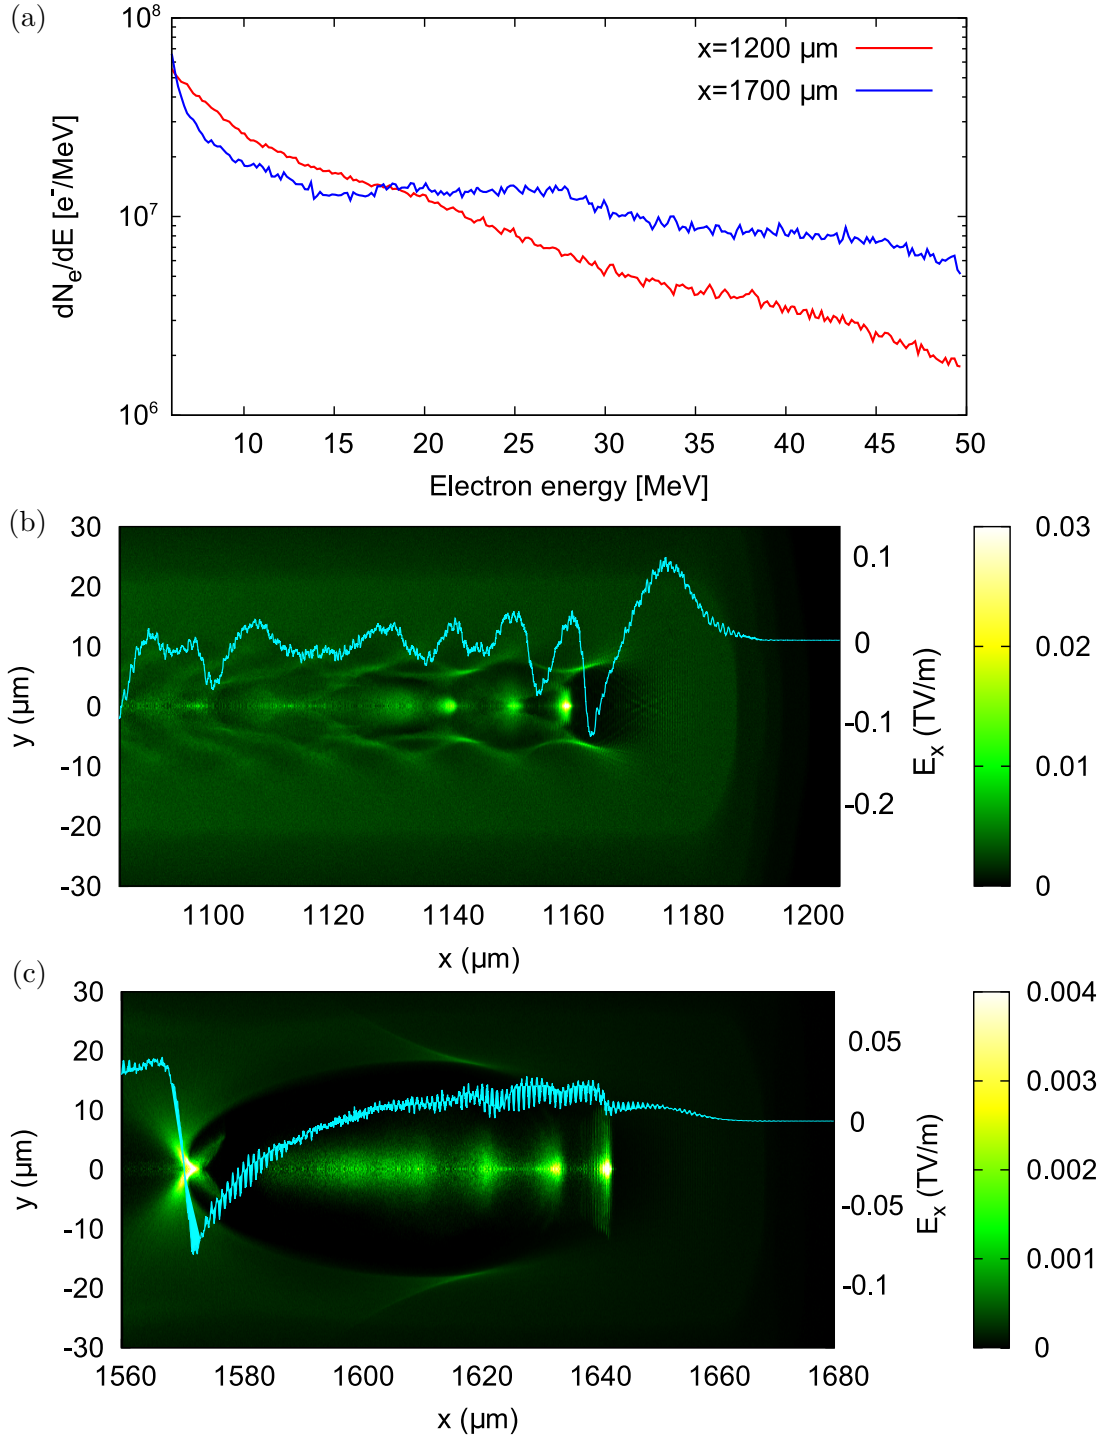 (a)
10^8
10^7
10^6
dN_e/dE [e^-/MeV]
x=1200 µm
x=1700 µm
10 15 20 25 30 35 40 45 50
Electron energy [MeV]
(b)
30
20
10
0
-10
-20
-30
y (µm)
0.1
0
-0.1
-0.2
E_x (TV/m)
0.03
0.02
0.01
0
1100 1120 1140 1160 1180 1200
x (µm)
(c)
30
20
10
0
-10
-20
-30
y (µm)
0.05
0
-0.05
-0.1
E_x (TV/m)
0.004
0.003
0.002
0.001
0
1560 1580 1600 1620 1640 1660 1680
x (µm)